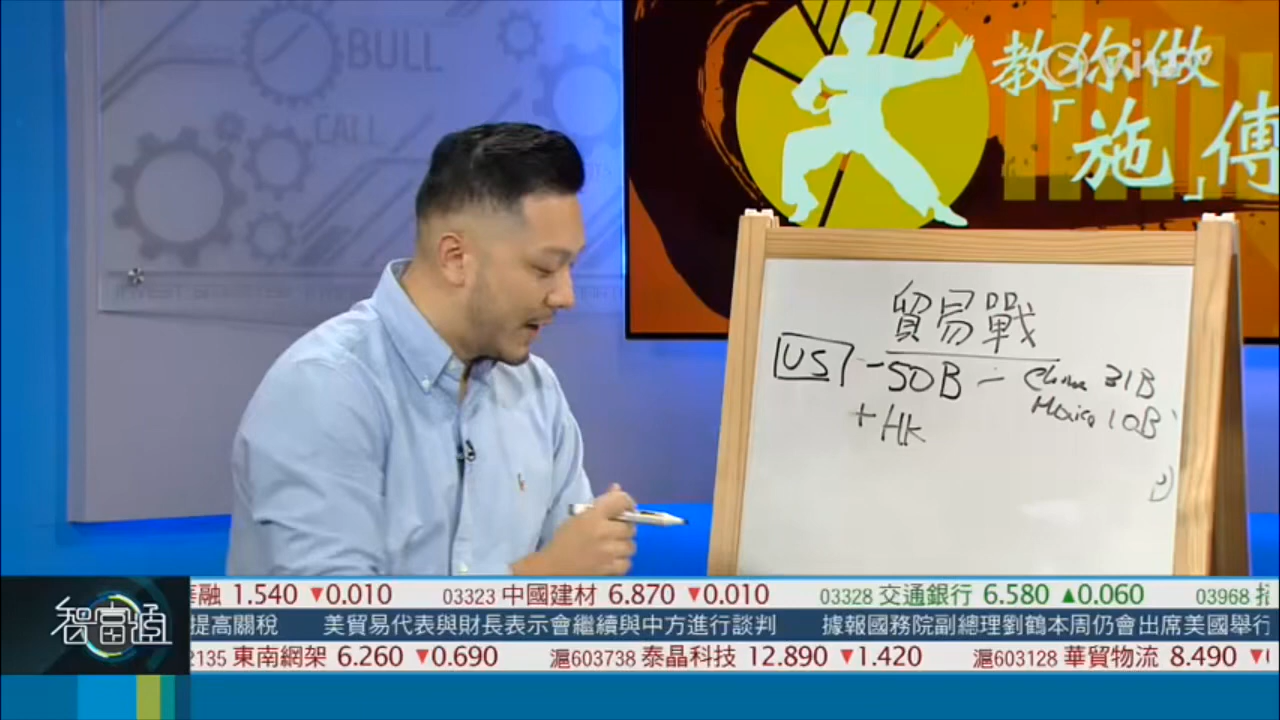 BULL
CALL
教你做
「施」傅
貿易戰
US -50B - China 31B
Mexico 10B
+ HK
智富通
融 1.540 ▼0.010 03323 中國建材 6.870 ▼0.010 03328 交通銀行 6.580 ▲0.060 03968
提高關稅 美貿易代表與財長表示會繼續與中方進行談判 據報國務院副總理劉鶴本周仍會出席美國舉行
2135 東南網架 6.260 ▼0.690 滬603738 泰晶科技 12.890 ▼1.420 滬603128 華貿物流 8.490 ▼